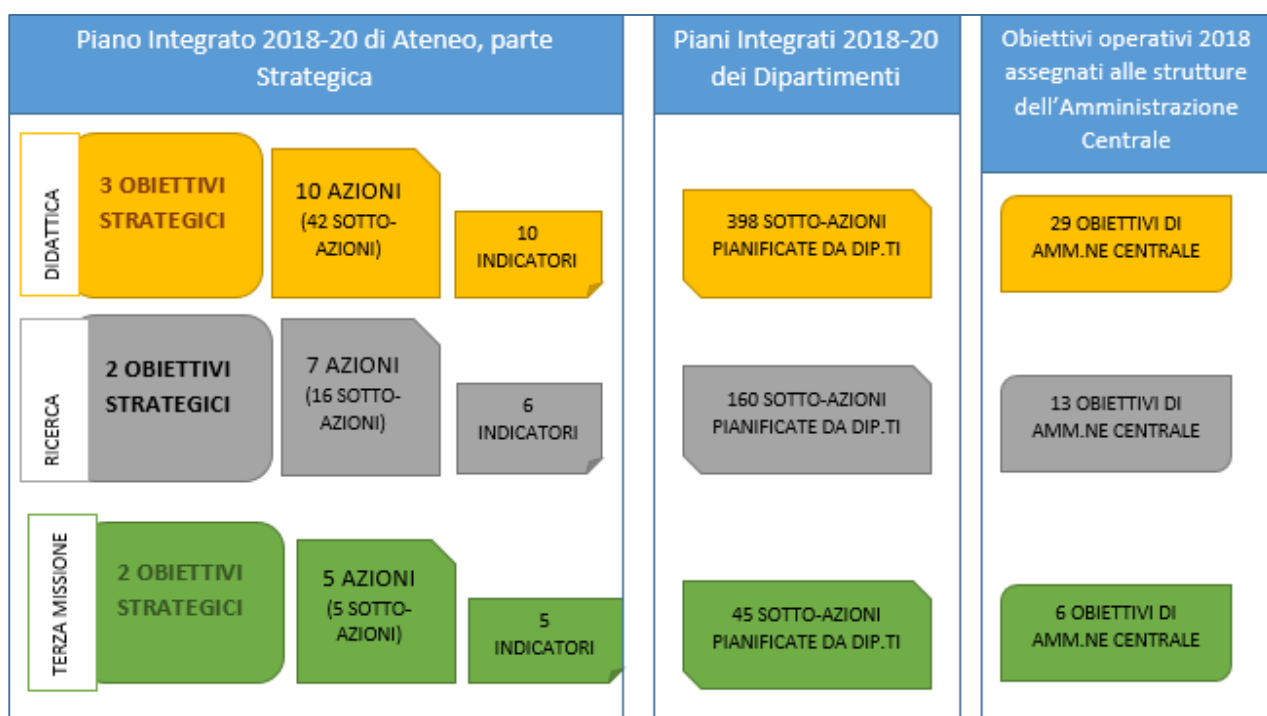 Piano Integrato 2018-20 di Ateneo, parte
Strategica
Piani Integrati 2018-20
dei Dipartimenti
Obiettivi operativi 2018
assegnati alle strutture
dell'Amministrazione
Centrale
DIDATTICA
3 OBIETTIVI
STRATEGICI
10 AZIONI
(42 SOTTO-
AZIONI)
10
INDICATORI
398 SOTTO-AZIONI
PIANIFICATE DA DIP.TI
29 OBIETTIVI DI
AMM.NE CENTRALE
RICERCA
2 OBIETTIVI
STRATEGICI
7 AZIONI
(16 SOTTO-
AZIONI)
6
INDICATORI
160 SOTTO-AZIONI
PIANIFICATE DA DIP.TI
13 OBIETTIVI DI
AMM.NE CENTRALE
TERZA MISSIONE
2 OBIETTIVI
STRATEGICI
5 AZIONI
(5 SOTTO-
AZIONI)
5
INDICATORI
45 SOTTO-AZIONI
PIANIFICATE DA DIP.TI
6 OBIETTIVI DI
AMM.NE CENTRALE